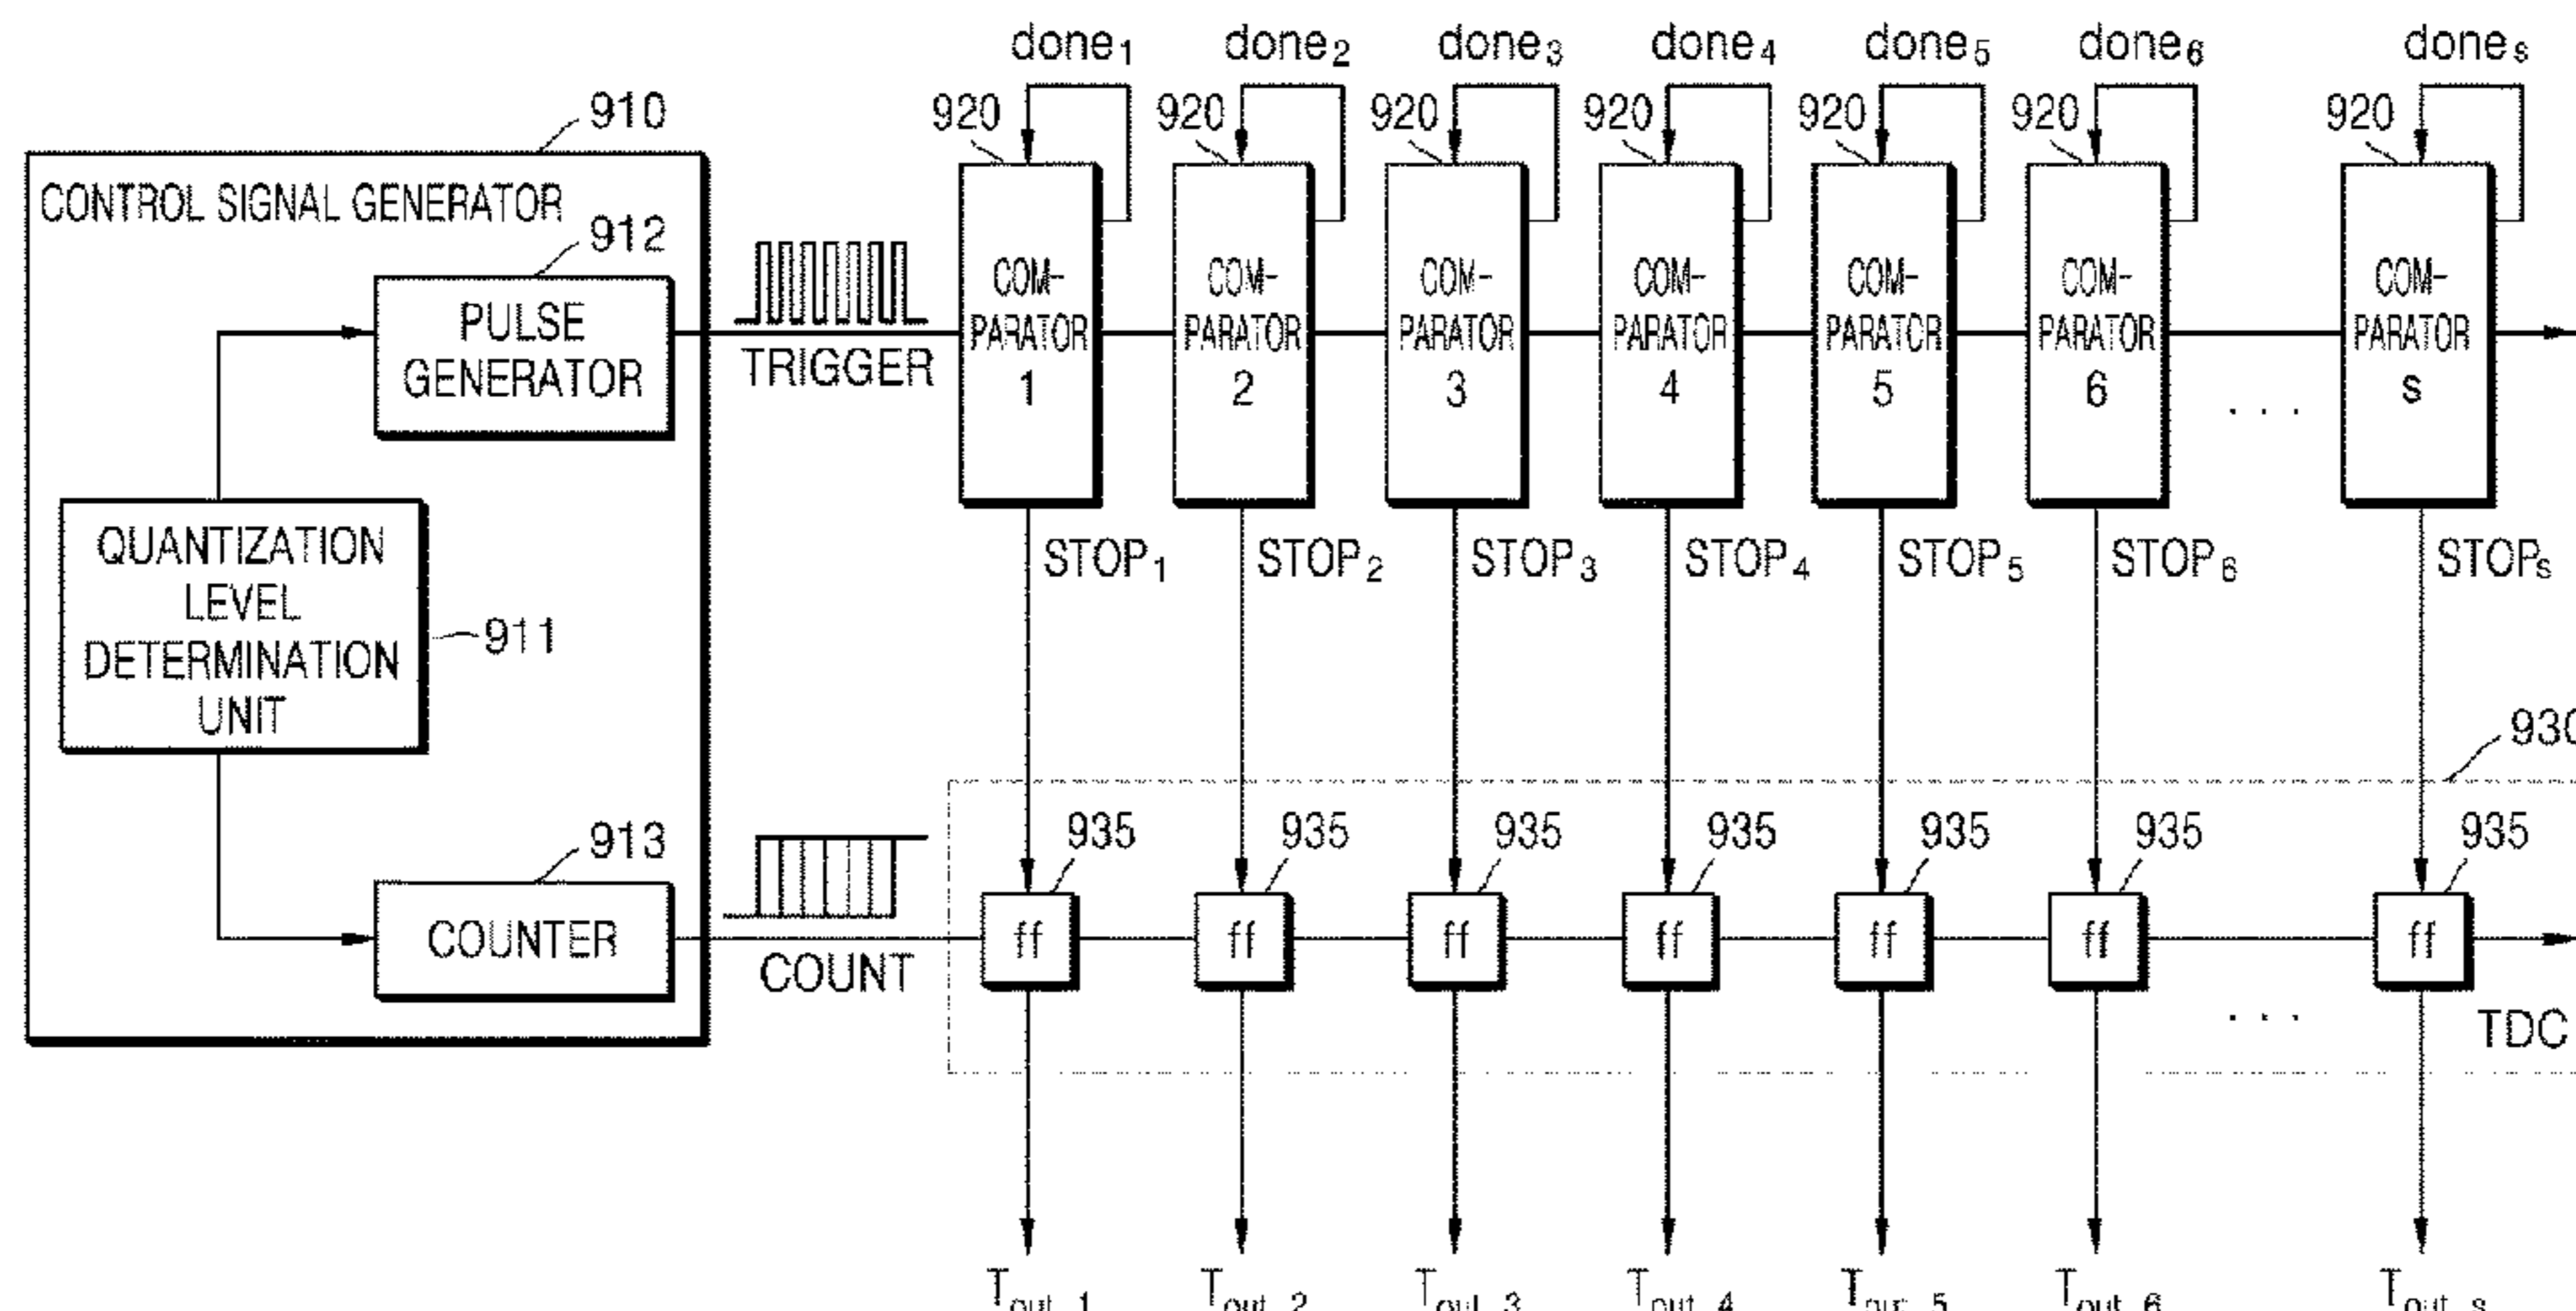 done1 done2 done3 done4 done5 done6 dones
910 920 920 920 920 920 920 920
CONTROL SIGNAL GENERATOR
912
PULSE
GENERATOR
TRIGGER
COM-
PARATOR
1
COM-
PARATOR
2
COM-
PARATOR
3
COM-
PARATOR
4
COM-
PARATOR
5
COM-
PARATOR
6
. . .
COM-
PARATOR
s
QUANTIZATION
LEVEL
DETERMINATION
UNIT
911
STOP1 STOP2 STOP3 STOP4 STOP5 STOP6 STOPs
930
913
COUNTER
COUNT
935 935 935 935 935 935 935
ff ff ff ff ff ff ff
. . .
TDC
Tout_1 Tout_2 Tout_3 Tout_4 Tout_5 Tout_6 Tout_s